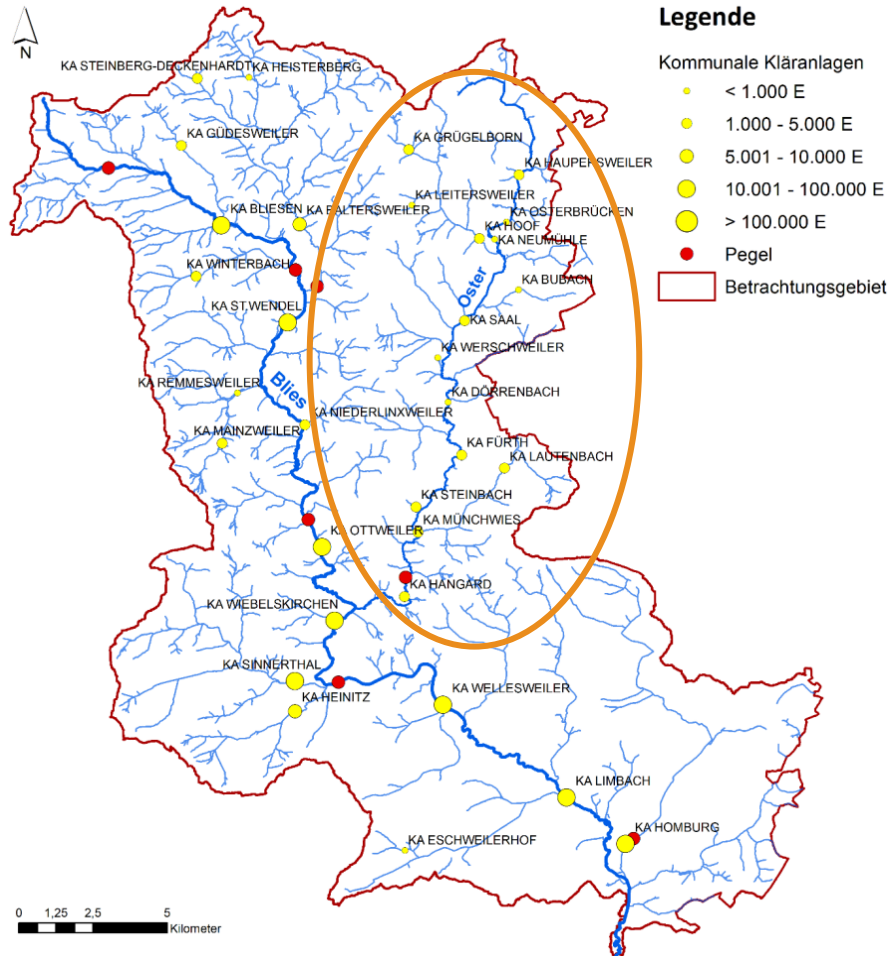 Legende
Kommunale Kläranlagen
< 1.000 E
1.000 - 5.000 E
5.001 - 10.000 E
10.001 - 100.000 E
> 100.000 E
Pegel
Betrachtungsgebiet
N
KA STEINBERG-DECKENHARDT
KA HEISTERBERG
KA GÜDESWEILER
KA GRÜGELBORN
KA HAUPERSWEILER
KA LEITERSWEILER
KA BLIESEN
KA BALTERSWEILER
KA OSTERBRÜCKEN
KA HOOF
KA NEUMÜHLE
KA WINTERBACH
KA BUBACH
Oster
KA ST.WENDEL
KA SAAL
KA WERSCHWEILER
KA REMMESWEILER
Blies
KA DÖRRENBACH
KA NIEDERLINXWEILER
KA MAINZWEILER
KA FÜRTH
KA LAUTENBACH
KA STEINBACH
KA MÜNCHWIES
KA OTTWEILER
KA HANGARD
KA WIEBELSKIRCHEN
KA SINNERTHAL
KA HEINITZ
KA WELLESWEILER
KA LIMBACH
KA HOMBURG
KA ESCHWEILERHOF
0 1,25 2,5 5
Kilometer